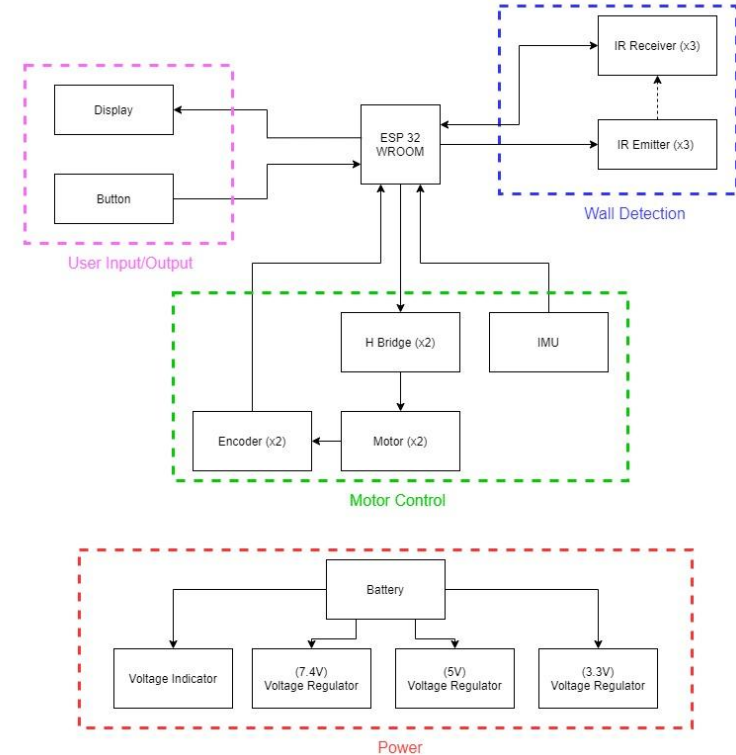 IR Receiver (x3)
Display
ESP 32
WROOM
IR Emitter (x3)
Button
Wall Detection
User Input/Output
H Bridge (x2)
IMU
Encoder (x2)
Motor (x2)
Motor Control
Battery
Voltage Indicator
(7.4V)
Voltage Regulator
(5V)
Voltage Regulator
(3.3V)
Voltage Regulator
Power